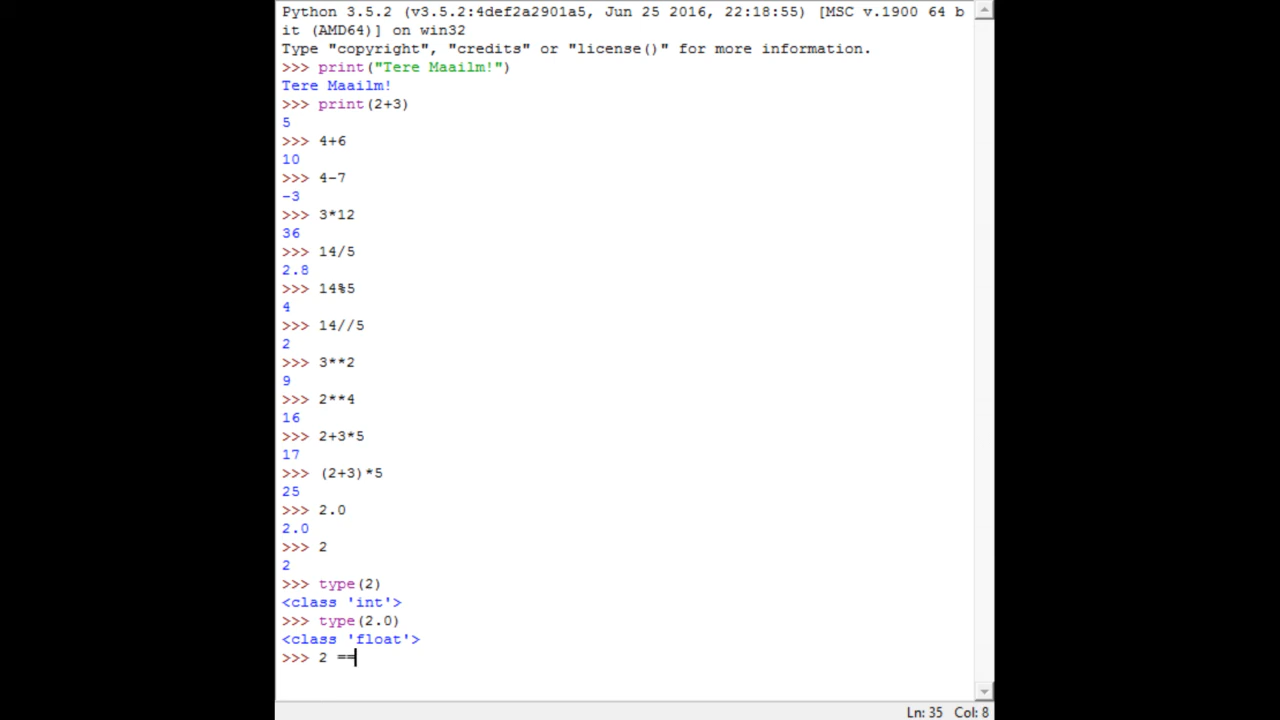 Python 3.5.2 (v3.5.2:4def2a2901a5, Jun 25 2016, 22:18:55) [MSC v.1900 64 b
it (AMD64)] on win32
Type "copyright", "credits" or "license()" for more information.
>>> print("Tere Maailm!")
Tere Maailm!
>>> print(2+3)
5
>>> 4+6
10
>>> 4-7
-3
>>> 3*12
36
>>> 14/5
2.8
>>> 14%5
4
>>> 14//5
2
>>> 3**2
9
>>> 2**4
16
>>> 2+3*5
17
>>> (2+3)*5
25
>>> 2.0
2.0
>>> 2
2
>>> type(2)
<class 'int'>
>>> type(2.0)
<class 'float'>
>>> 2 ==
Ln: 35 Col: 8